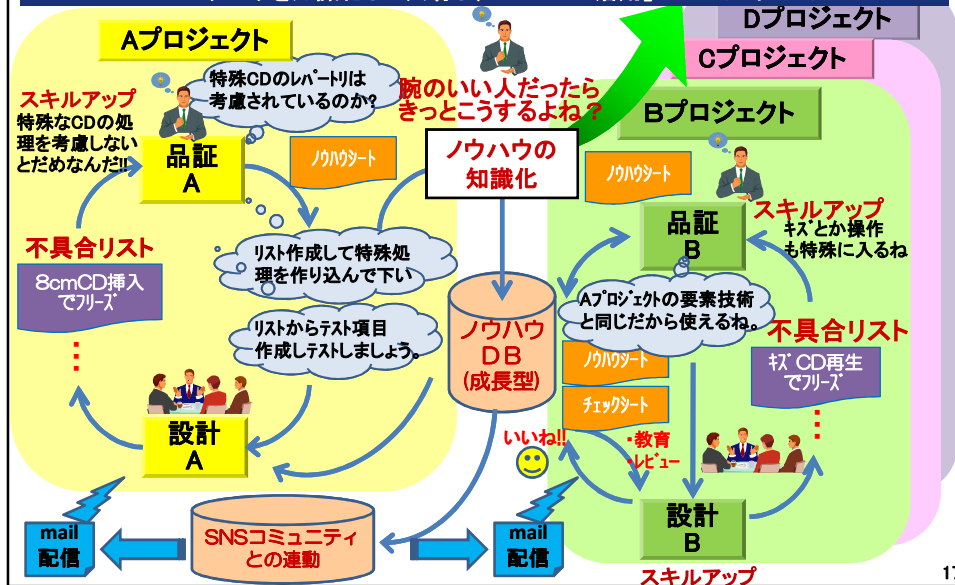 Aプロジェクト
Dプロジェクト
Cプロジェクト
Bプロジェクト
特殊CDのレパートリは
考慮されているのか?
スキルアップ
特殊なCDの処
理を考慮しない
とだめなんだ!!
品証
A
ノウハウシート
腕のいい人だったら
きっとこうするよね?
ノウハウの
知識化
ノウハウシート
品証
B
スキルアップ
キズとか操作
も特殊に入るね
不具合リスト
8cmCD挿入
でフリーズ
リスト作成して特殊処
理を作り込んで下い
リストからテスト項目
作成しテストしましょう。
ノウハウ
DB
(成長型)
Aプロジェクトの要素技術
と同じだから使えるね。
不具合リスト
キズCD再生
でフリーズ
ノウハウシート
チェックシート
設計
A
いいね!!
・教育
・レビュー
設計
B
スキルアップ
mail
配信
SNSコミュニティ
との連動
mail
配信